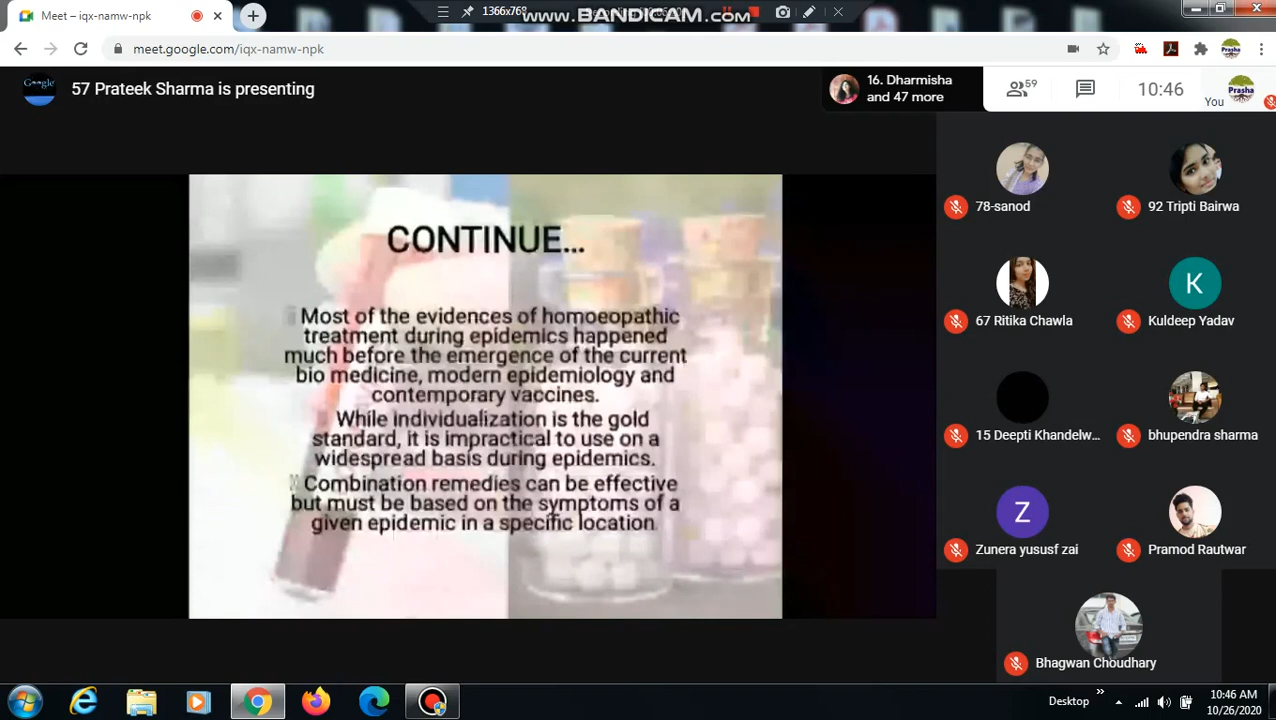 Meet – iqx-namw-npk
1366x768
www.BANDICAM.com
meet.google.com/iqx-namw-npk
Google
57 Prateek Sharma is presenting
16. Dharmisha
and 47 more
59
10:46
You
Prasha
CONTINUE...
Most of the evidences of homoeopathic
treatment during epidemics happened
much before the emergence of the current
bio medicine, modern epidemiology and
contemporary vaccines.
While individualization is the gold
standard, it is impractical to use on a
widespread basis during epidemics.
Combination remedies can be effective
but must be based on the symptoms of a
given epidemic in a specific location
78-sanod
92 Tripti Bairwa
67 Ritika Chawla
K
Kuldeep Yadav
15 Deepti Khandelw...
bhupendra sharma
Z
Zunera yususf zai
Pramod Rautwar
Bhagwan Choudhary
Desktop
10:46 AM
10/26/2020